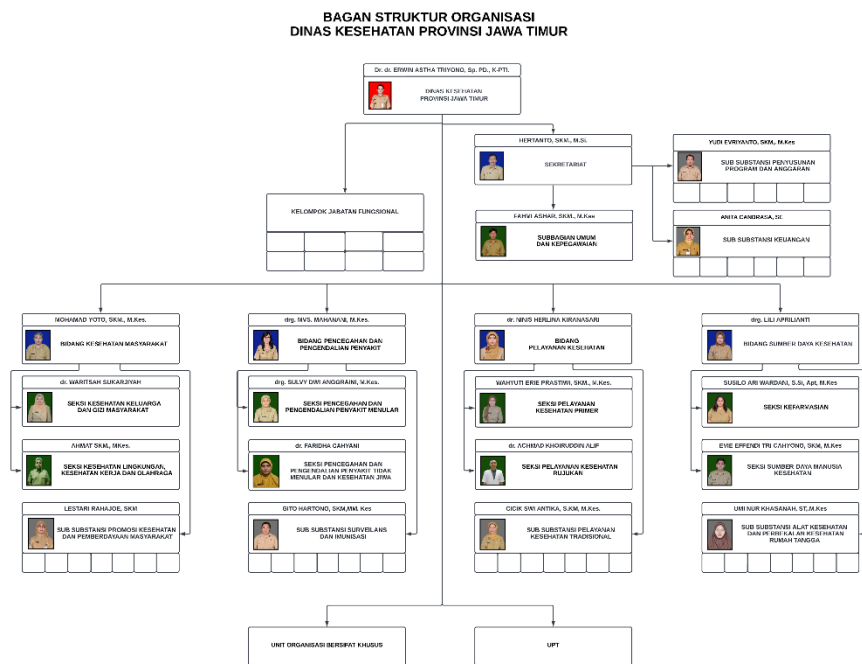 BAGAN STRUKTUR ORGANISASI
DINAS KESEHATAN PROVINSI JAWA TIMUR
Dr. dr. ERWIN ASTHA TRIYONO, Sp. PD., K-PTI.
DINAS KESEHATAN
PROVINSI JAWA TIMUR
HERTANTO, SKM., M.Si.
SEKRETARIAT
YUDI EVRIYANTO, SKM., M.Kes
SUB SUBSTANSI PENYUSUNAN
PROGRAM DAN ANGGARAN
KELOMPOK JABATAN FUNGSIONAL
FAHMI ASHAR, SKM., M.Kes
SUBBAGIAN UMUM
DAN KEPEGAWAIAN
ANITA CANDRASA, SE.
SUB SUBSTANSI KEUANGAN
MOHAMAD YOTO, SKM., M.Kes.
BIDANG KESEHATAN MASYARAKAT
drg. MVS. MAHANANI, M.Kes.
BIDANG PENCEGAHAN DAN
PENGENDALIAN PENYAKIT
dr. NINIS HERLINA KIRANASARI
BIDANG
PELAYANAN KESEHATAN
drg. LILI APRILIANTI
BIDANG SUMBER DAYA KESEHATAN
dr. WARITSAH SUKARJIYAH
SEKSI KESEHATAN KELUARGA
DAN GIZI MASYARAKAT
drg. SULVY DWI ANGGRAINI, M.Kes.
SEKSI PENCEGAHAN DAN
PENGENDALIAN PENYAKIT MENULAR
WAHYUTI ERIE PRASTIWI, SKM., M.Kes.
SEKSI PELAYANAN
KESEHATAN PRIMER
SUSILO ARI WARDANI, S.Si, Apt, M.Kes
SEKSI KEFARMASIAN
AHMAT SKM., MKes.
SEKSI KESEHATAN LINGKUNGAN,
KESEHATAN KERJA DAN OLAHRAGA
dr. FARIDHA CAHYANI
SEKSI PENCEGAHAN DAN
PENGENDALIAN PENYAKIT TIDAK
MENULAR DAN KESEHATAN JIWA
dr. ACHMAD KHOIRUDDIN ALIF
SEKSI PELAYANAN KESEHATAN
RUJUKAN
EVIE EFFENDI TRI CAHYONO, SKM, M.Kes
SEKSI SUMBER DAYA MANUSIA
KESEHATAN
LESTARI RAHAJOE, SKM
SUB SUBSTANSI PROMOSI KESEHATAN
DAN PEMBERDAYAAN MASYARAKAT
GITO HARTONO, SKM,MM. Kes
SUB SUBSTANSI SURVEILANS
DAN IMUNISASI
CICIK SWI ANTIKA, S.KM, M.Kes.
SUB SUBSTANSI PELAYANAN
KESEHATAN TRADISIONAL
UMI NUR KHASANAH, ST,.M.Kes
SUB SUBSTANSI ALAT KESEHATAN
DAN PERBEKALAN KESEHATAN
RUMAH TANGGA
UNIT ORGANISASI BERSIFAT KHUSUS
UPT